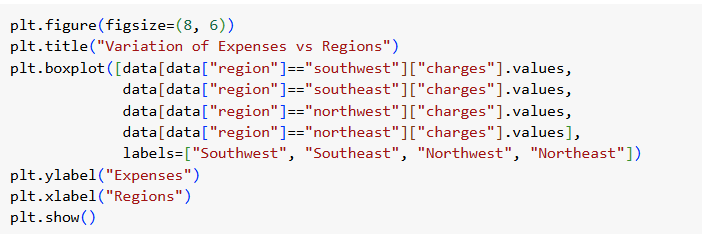 plt.figure(figsize=(8, 6))
plt.title("Variation of Expenses vs Regions")
plt.boxplot([data[data["region"]=="southwest"]["charges"].values,
             data[data["region"]=="southeast"]["charges"].values,
             data[data["region"]=="northwest"]["charges"].values,
             data[data["region"]=="northeast"]["charges"].values],
             labels=["Southwest", "Southeast", "Northwest", "Northeast"])
plt.ylabel("Expenses")
plt.xlabel("Regions")
plt.show()